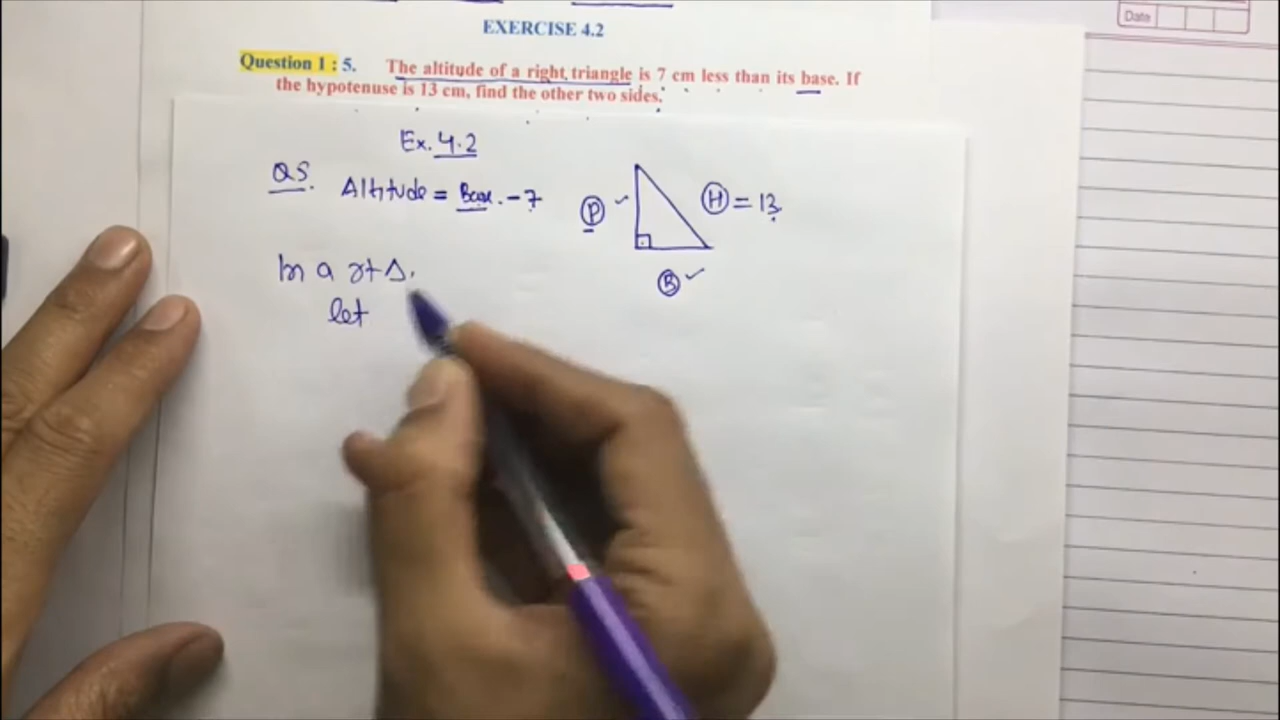 Date
EXERCISE 4.2
Question 1 : 5. The altitude of a right triangle is 7 cm less than its base. If
the hypotenuse is 13 cm, find the other two sides.
Ex. 4.2
Q5. Altitude = Base - 7
P H = 13
B
In a rt Δ,
let